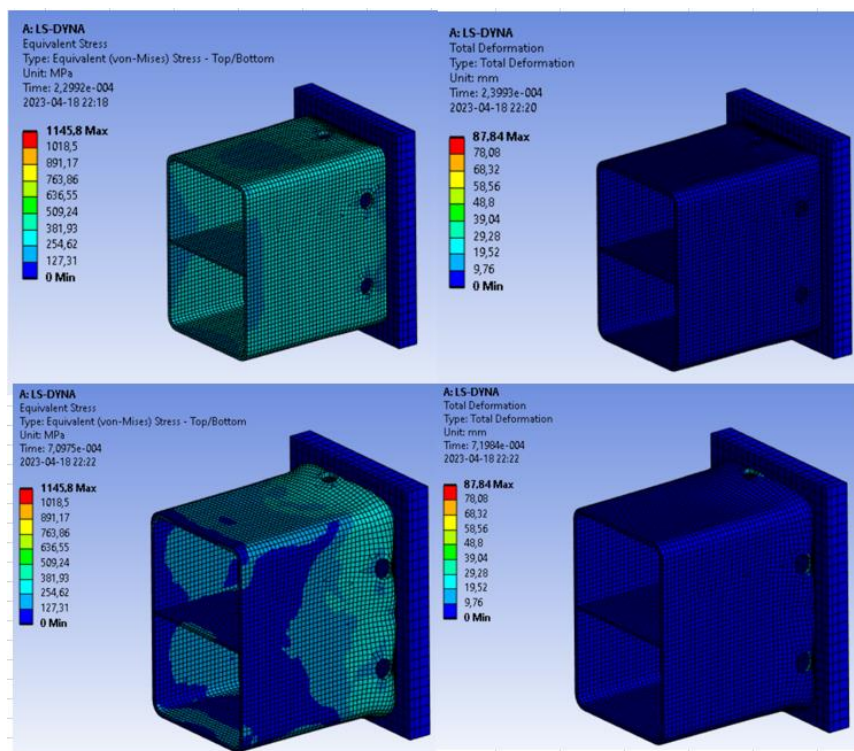 A: LS-DYNA
Equivalent Stress
Type: Equivalent (von-Mises) Stress - Top/Bottom
Unit: MPa
Time: 2,2992e-004
2023-04-18 22:18
1145,8 Max
1018,5
891,17
763,86
636,55
509,24
381,93
254,62
127,31
0 Min
A: LS-DYNA
Total Deformation
Type: Total Deformation
Unit: mm
Time: 2,3993e-004
2023-04-18 22:20
87,84 Max
78,08
68,32
58,56
48,8
39,04
29,28
19,52
9,76
0 Min
A: LS-DYNA
Equivalent Stress
Type: Equivalent (von-Mises) Stress - Top/Bottom
Unit: MPa
Time: 7,0975e-004
2023-04-18 22:22
1145,8 Max
1018,5
891,17
763,86
636,55
509,24
381,93
254,62
127,31
0 Min
A: LS-DYNA
Total Deformation
Type: Total Deformation
Unit: mm
Time: 7,1984e-004
2023-04-18 22:22
87,84 Max
78,08
68,32
58,56
48,8
39,04
29,28
19,52
9,76
0 Min